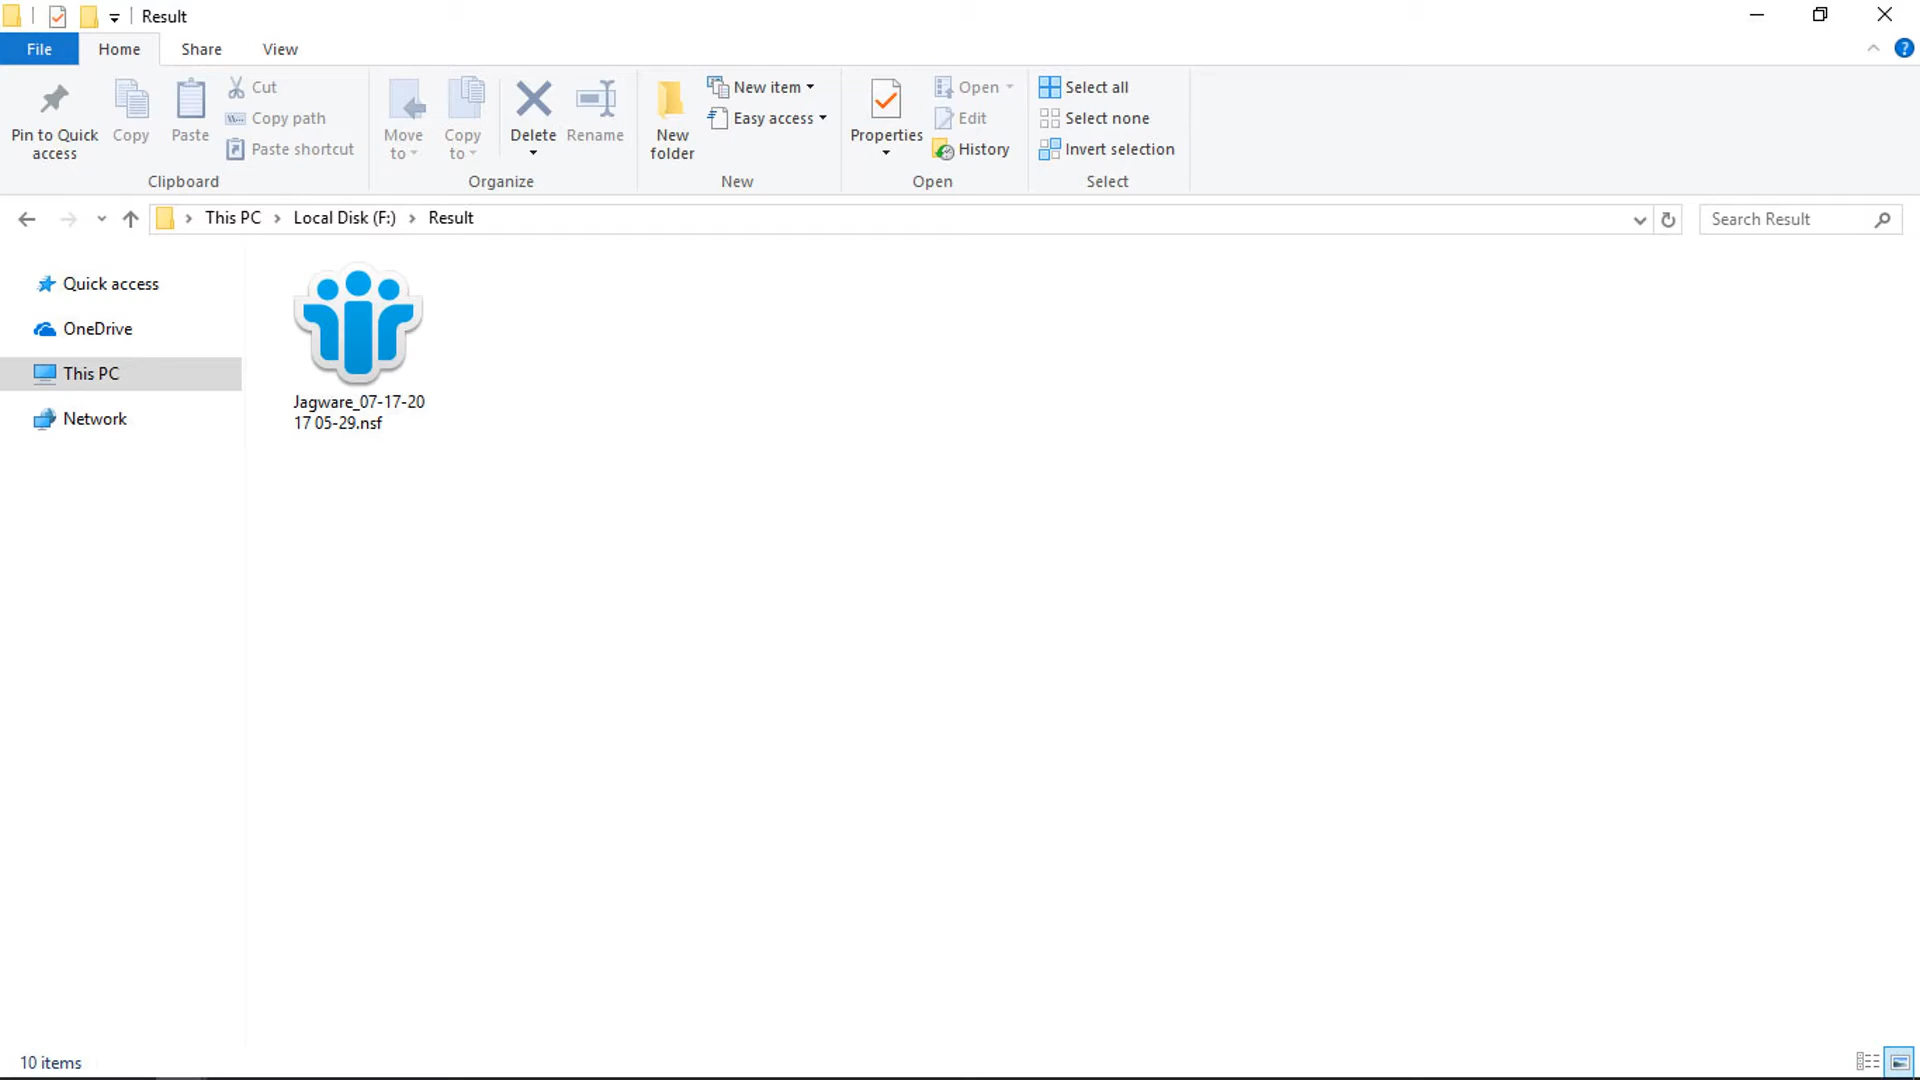 Result
File Home Share View
Pin to Quick access
Copy
Paste
Cut
Copy path
Paste shortcut
Clipboard
Move to
Copy to
Delete
Rename
Organize
New folder
New item
Easy access
New
Properties
Open
Edit
History
Open
Select all
Select none
Invert selection
Select
This PC Local Disk (F:) Result
Search Result
Quick access
OneDrive
This PC
Network
Jagware_07-17-20
17 05-29.nsf
10 items